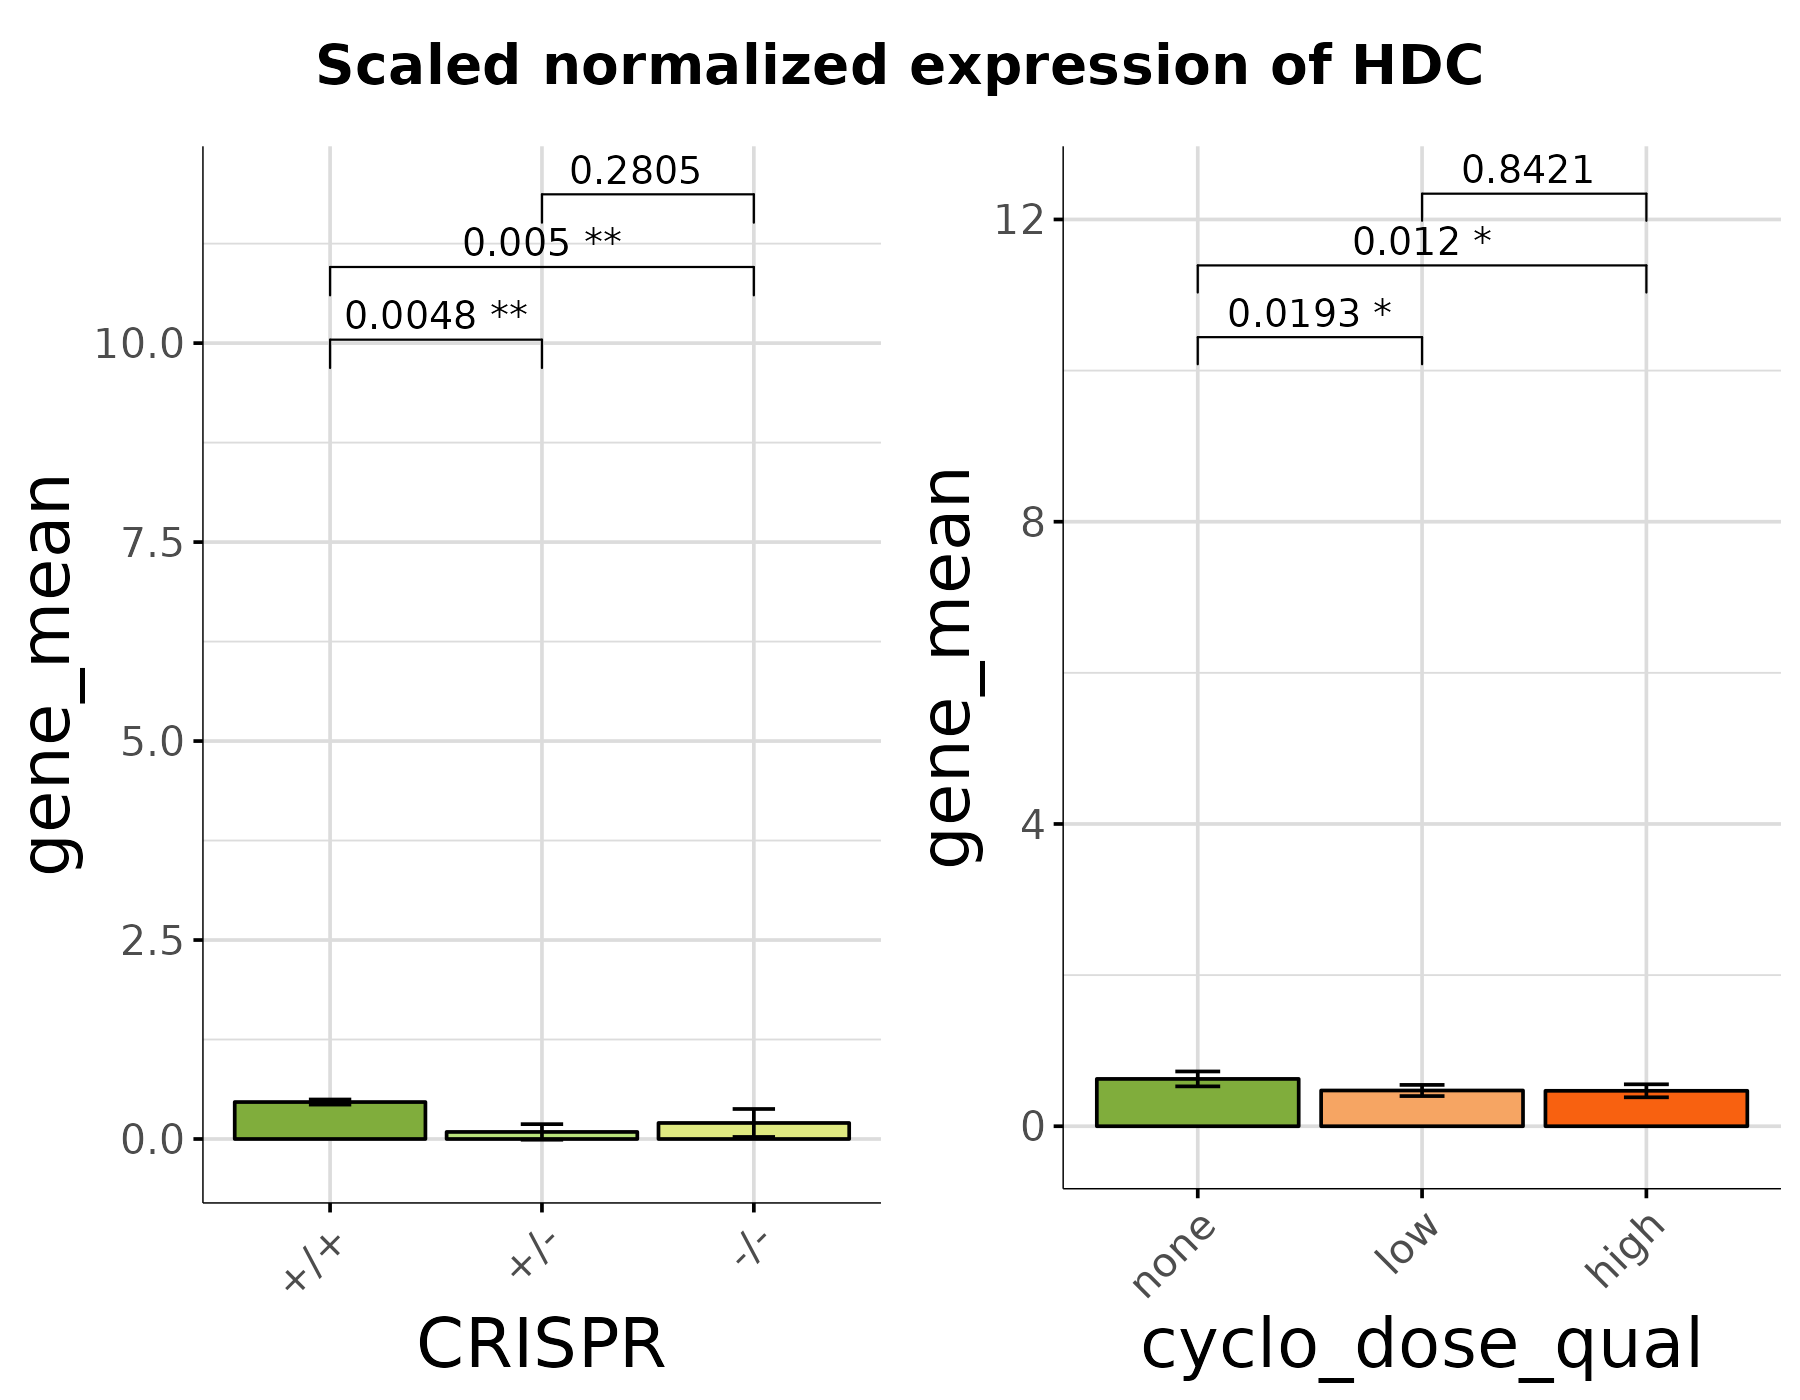 Scaled normalized expression of HDC
gene_mean
10.0
7.5
5.0
2.5
0.0
0.2805
0.005 **
0.0048 **
+/+
+/-
-/-
CRISPR
gene_mean
12
8
4
0
0.8421
0.012 *
0.0193 *
none
low
high
cyclo_dose_qual